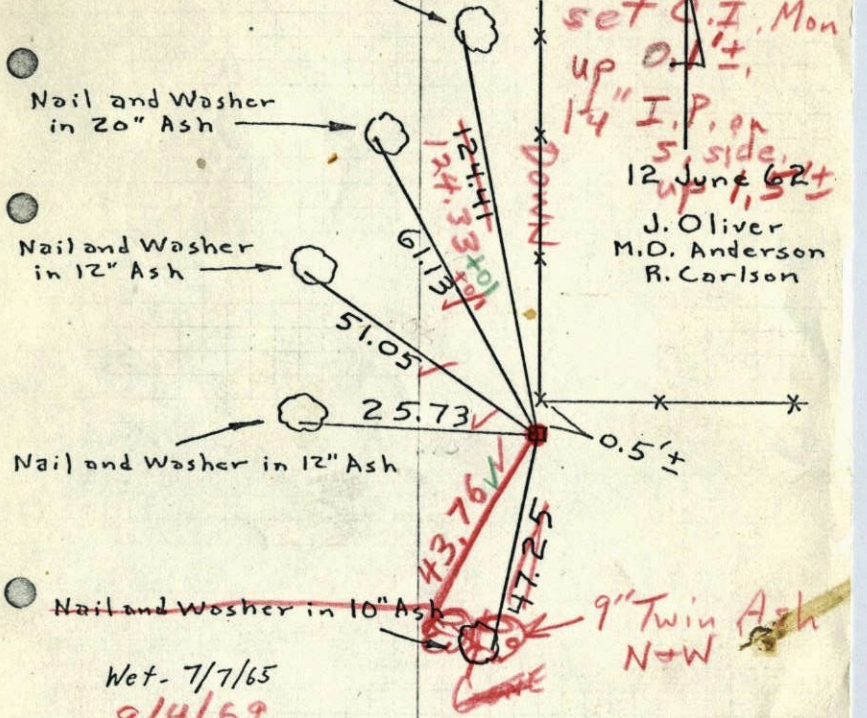 set C.I. Mon
up 0.1'±,
1¼" I.P. on
S. side,
up 1.5'±
Nail and Washer
in 20" Ash
124.41
124.33
DOWN
12 June 62
J. Oliver
M.D. Anderson
R. Carlson
61.13
Nail and Washer
in 12" Ash
51.05
25.73
Nail and Washer in 12" Ash
0.5'±
43.76
47.25
Nail and Washer in 10" Ash
9" Twin Ash
N+W
GONE
Wet- 7/7/65
9/4/69